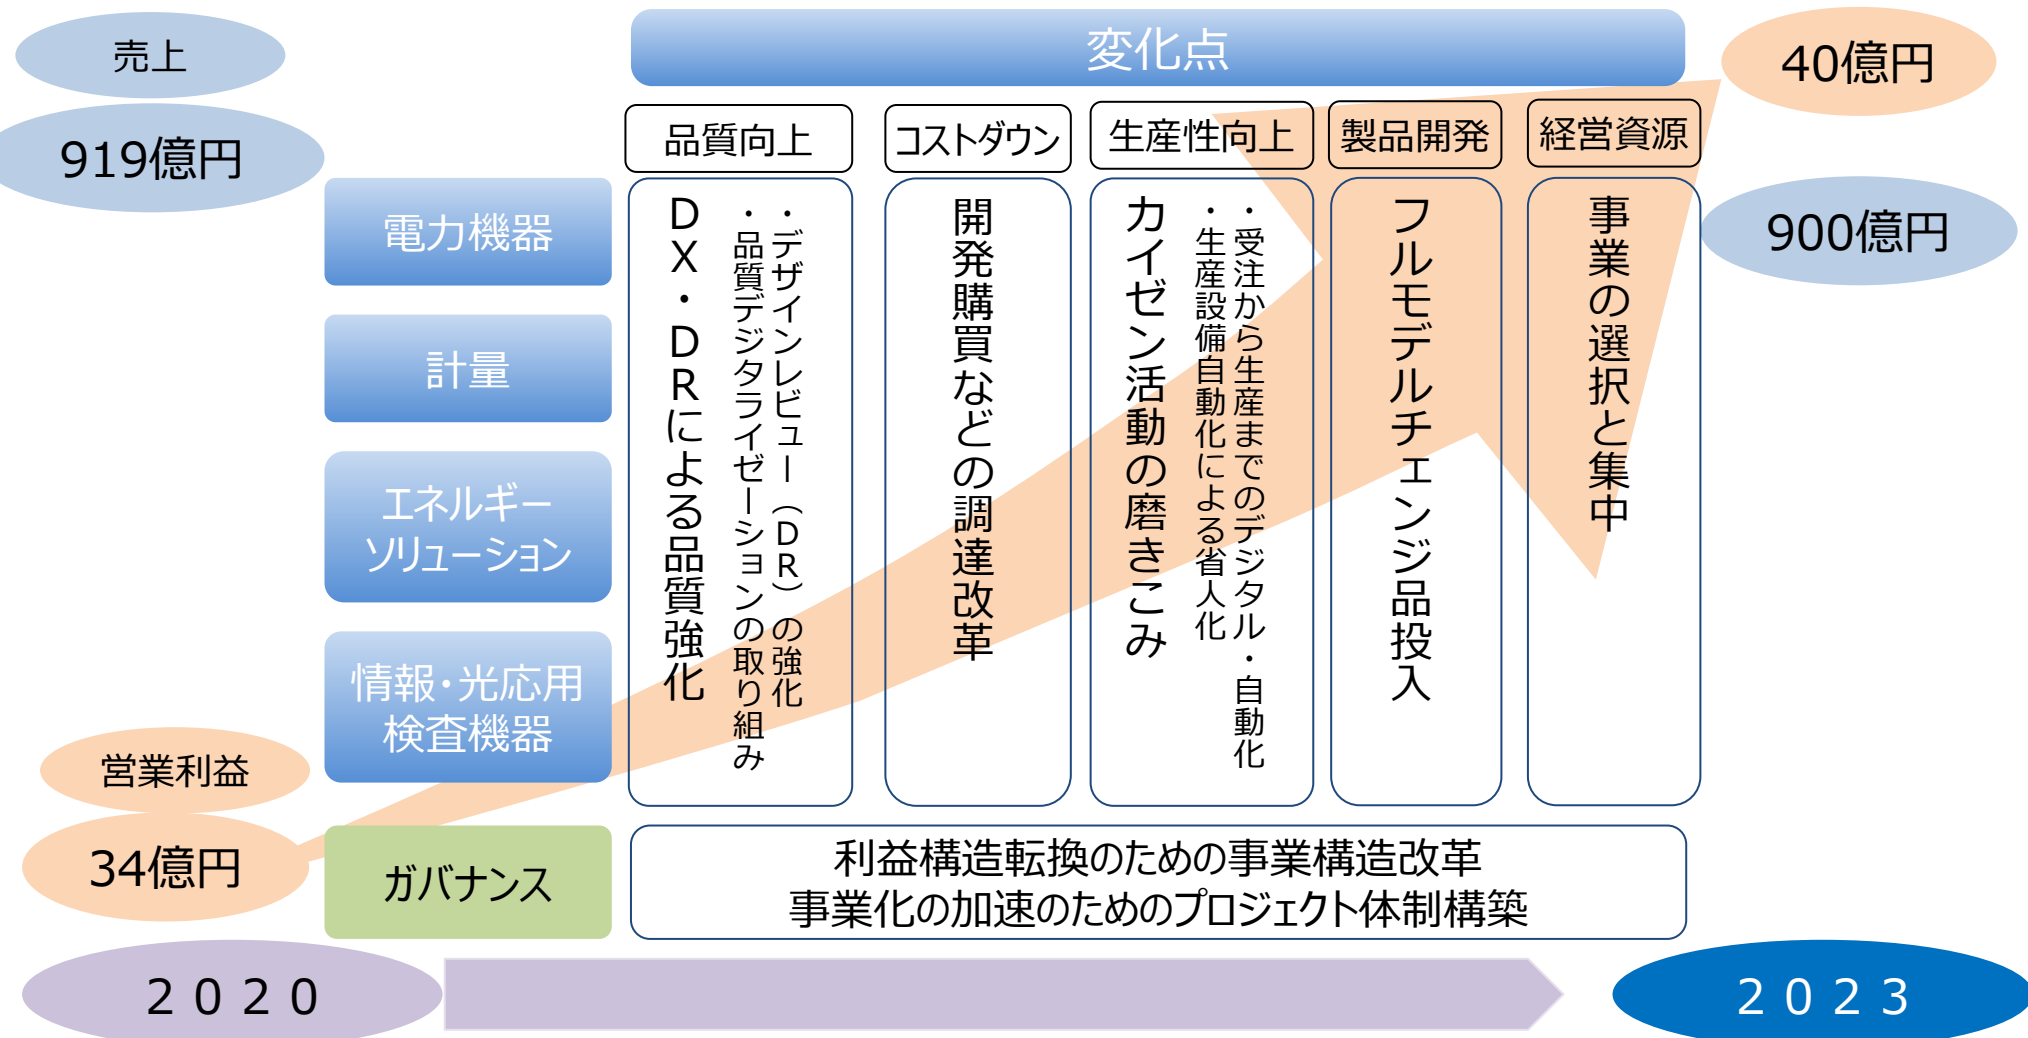 売上
919億円
変化点
40億円
900億円
品質向上
コストダウン
生産性向上
製品開発
経営資源
電力機器
計量
エネルギー
ソリューション
情報・光応用
検査機器
ＤＸ・ＤＲによる品質強化
・デザインレビュー（ＤＲ）の強化
・品質デジタライゼーションの取り組み
開発購買などの調達改革
カイゼン活動の磨きこみ
・受注から生産までのデジタル・自動化
・生産設備自動化による省人化
フルモデルチェンジ品投入
事業の選択と集中
営業利益
34億円
ガバナンス
利益構造転換のための事業構造改革
事業化の加速のためのプロジェクト体制構築
２０２０
２０２３